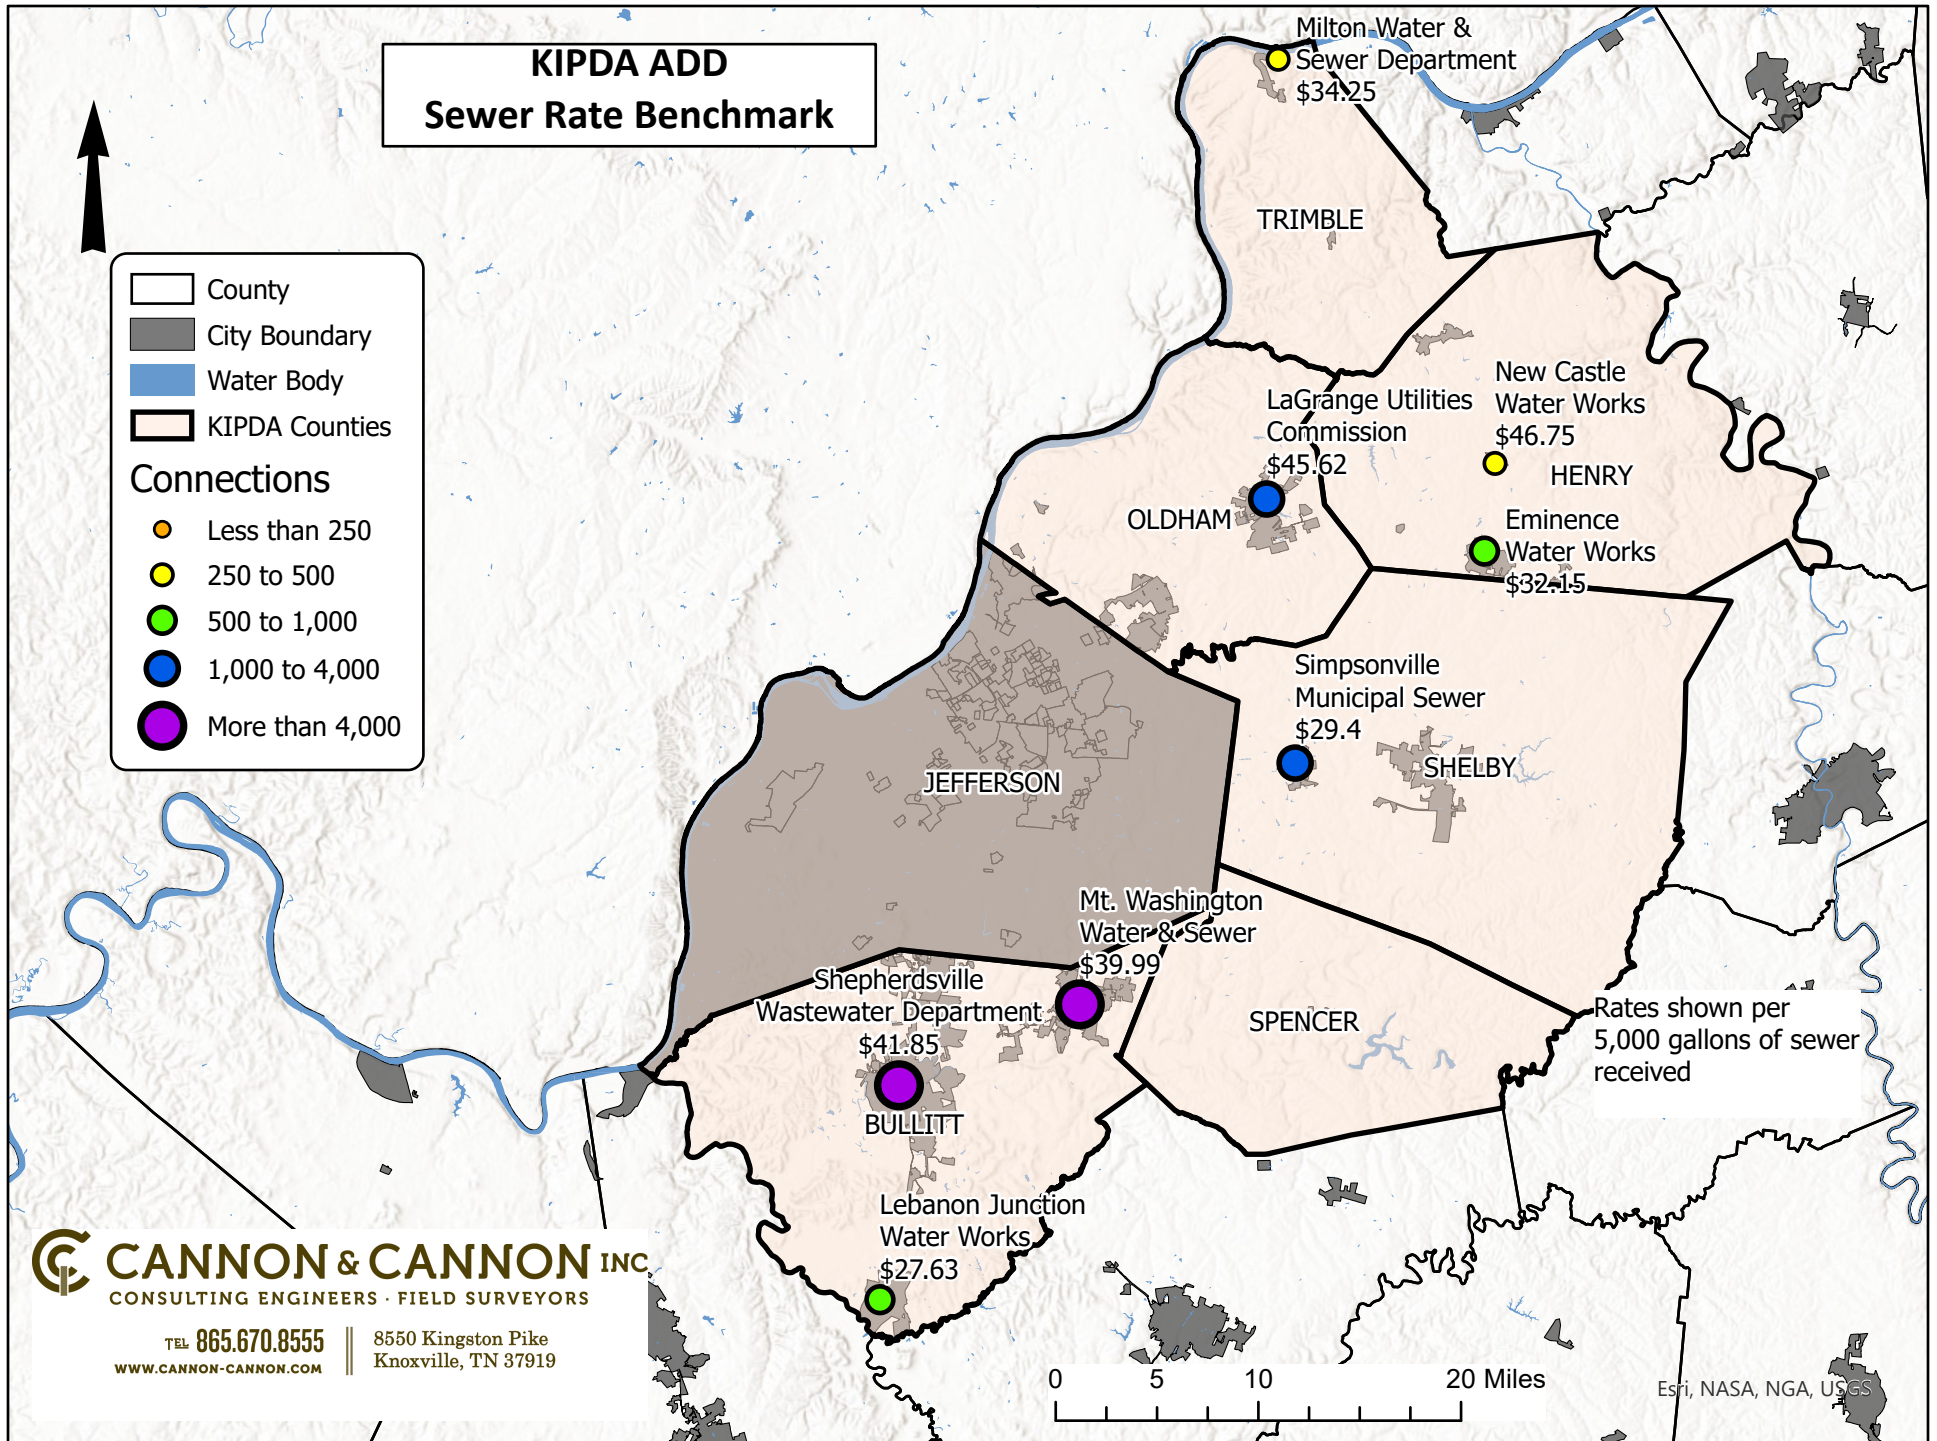 KIPDA ADD
Sewer Rate Benchmark
Milton Water &
Sewer Department
$34.25
TRIMBLE
County
City Boundary
Water Body
KIPDA Counties
Connections
Less than 250
250 to 500
500 to 1,000
1,000 to 4,000
More than 4,000
New Castle
Water Works
$46.75
HENRY
LaGrange Utilities
Commission
$45.62
OLDHAM
Eminence
Water Works
$32.15
Simpsonville
Municipal Sewer
$29.4
SHELBY
JEFFERSON
Mt. Washington
Water & Sewer
$39.99
Shepherdsville
Wastewater Department
$41.85
BULLITT
SPENCER
Rates shown per
5,000 gallons of sewer
received
Lebanon Junction
Water Works
$27.63
CC CANNON & CANNON INC
CONSULTING ENGINEERS · FIELD SURVEYORS
TEL 865.670.8555
WWW.CANNON-CANNON.COM
8550 Kingston Pike
Knoxville, TN 37919
0 5 10 20 Miles
Esri, NASA, NGA, USGS